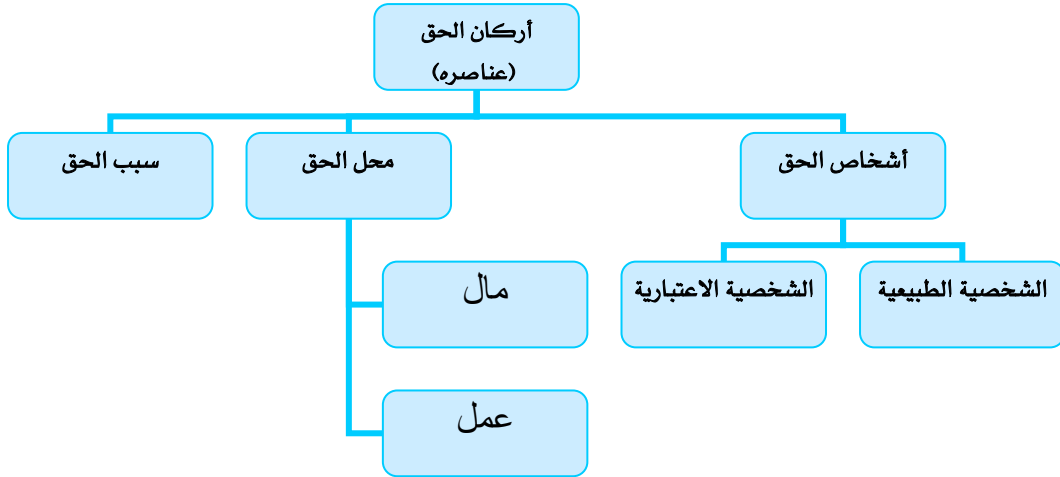 أركان الحق
(عناصره)
أشخاص الحق
محل الحق
سبب الحق
الشخصية الطبيعية
الشخصية الاعتبارية
مال
عمل